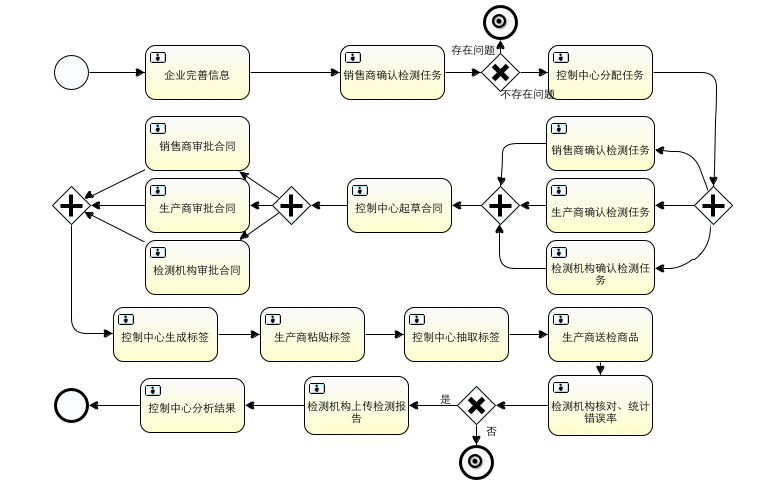 存在问题
企业完善信息
销售商确认检测任务
控制中心分配任务
不存在问题
销售商审批合同
销售商确认检测任务
生产商审批合同
控制中心起草合同
生产商确认检测任务
检测机构审批合同
检测机构确认检测任
务
控制中心生成标签
生产商粘贴标签
控制中心抽取标签
生产商送检商品
控制中心分析结果
检测机构上传检测报
告
是
检测机构核对、统计
错误率
否